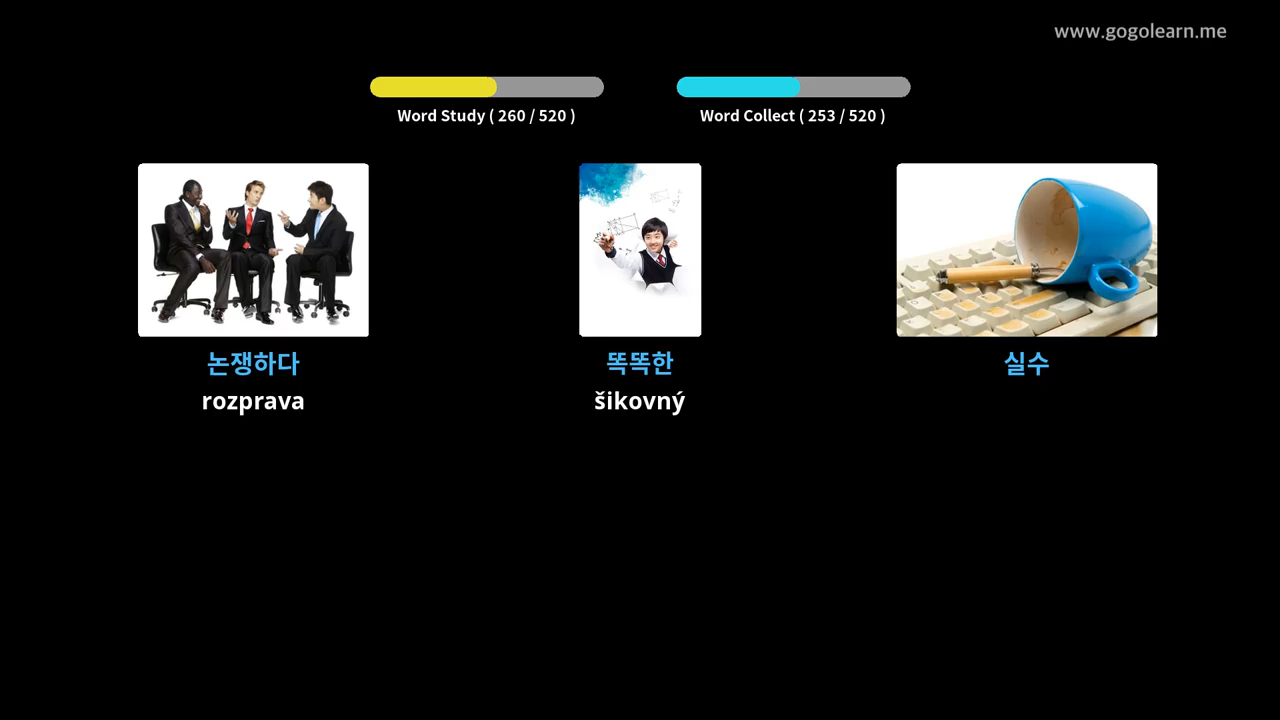 www.gogolearn.me
Word Study ( 260 / 520 )
Word Collect ( 253 / 520 )
논쟁하다
rozprava
똑똑한
šikovný
실수